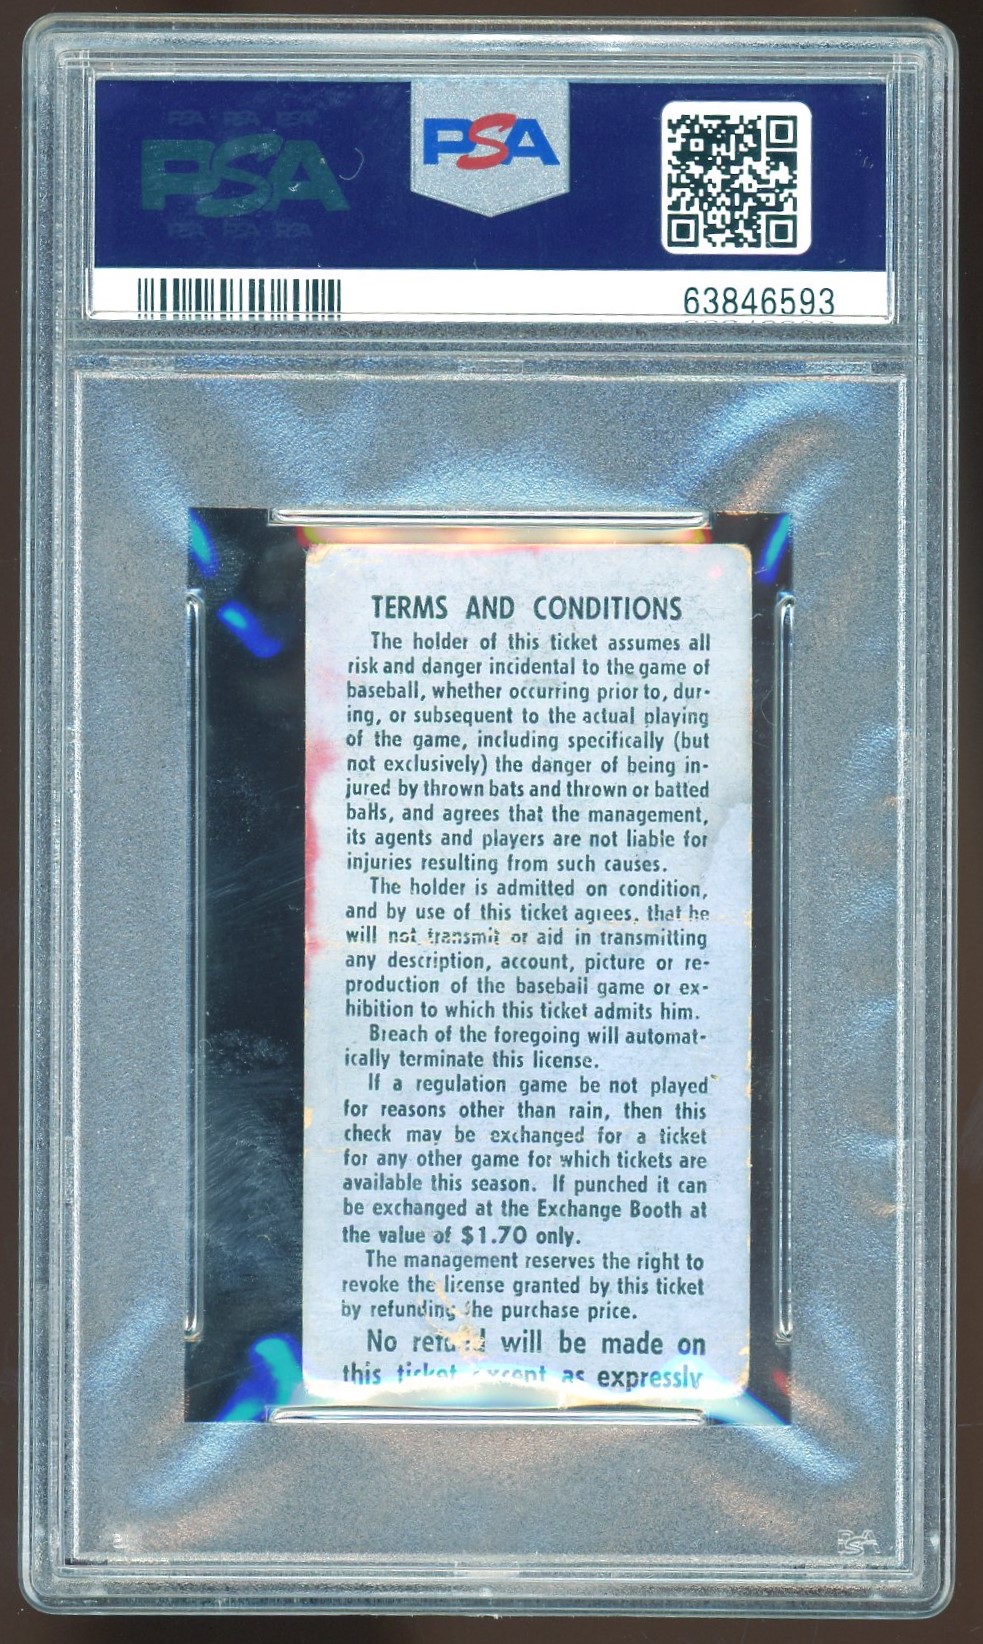 PSA PSA PSA
PSA
PSA PSA PSA
PSA
63846593
TERMS AND CONDITIONS
The holder of this ticket assumes all
risk and danger incidental to the game of
baseball, whether occurring prior to, dur-
ing, or subsequent to the actual playing
of the game, including specifically (but
not exclusively) the danger of being in-
jured by thrown bats and thrown or batted
balls, and agrees that the management,
its agents and players are not liable for
injuries resulting from such causes.
The holder is admitted on condition,
and by use of this ticket agrees, that he
will not transmit or aid in transmitting
any description, account, picture or re-
production of the baseball game or ex-
hibition to which this ticket admits him.
Breach of the foregoing will automat-
ically terminate this license.
If a regulation game be not played
for reasons other than rain, then this
check may be exchanged for a ticket
for any other game for which tickets are
available this season. If punched it can
be exchanged at the Exchange Booth at
the value of $1.70 only.
The management reserves the right to
revoke the license granted by this ticket
by refunding the purchase price.
No refund will be made on
this ticket except as expressly
PSA